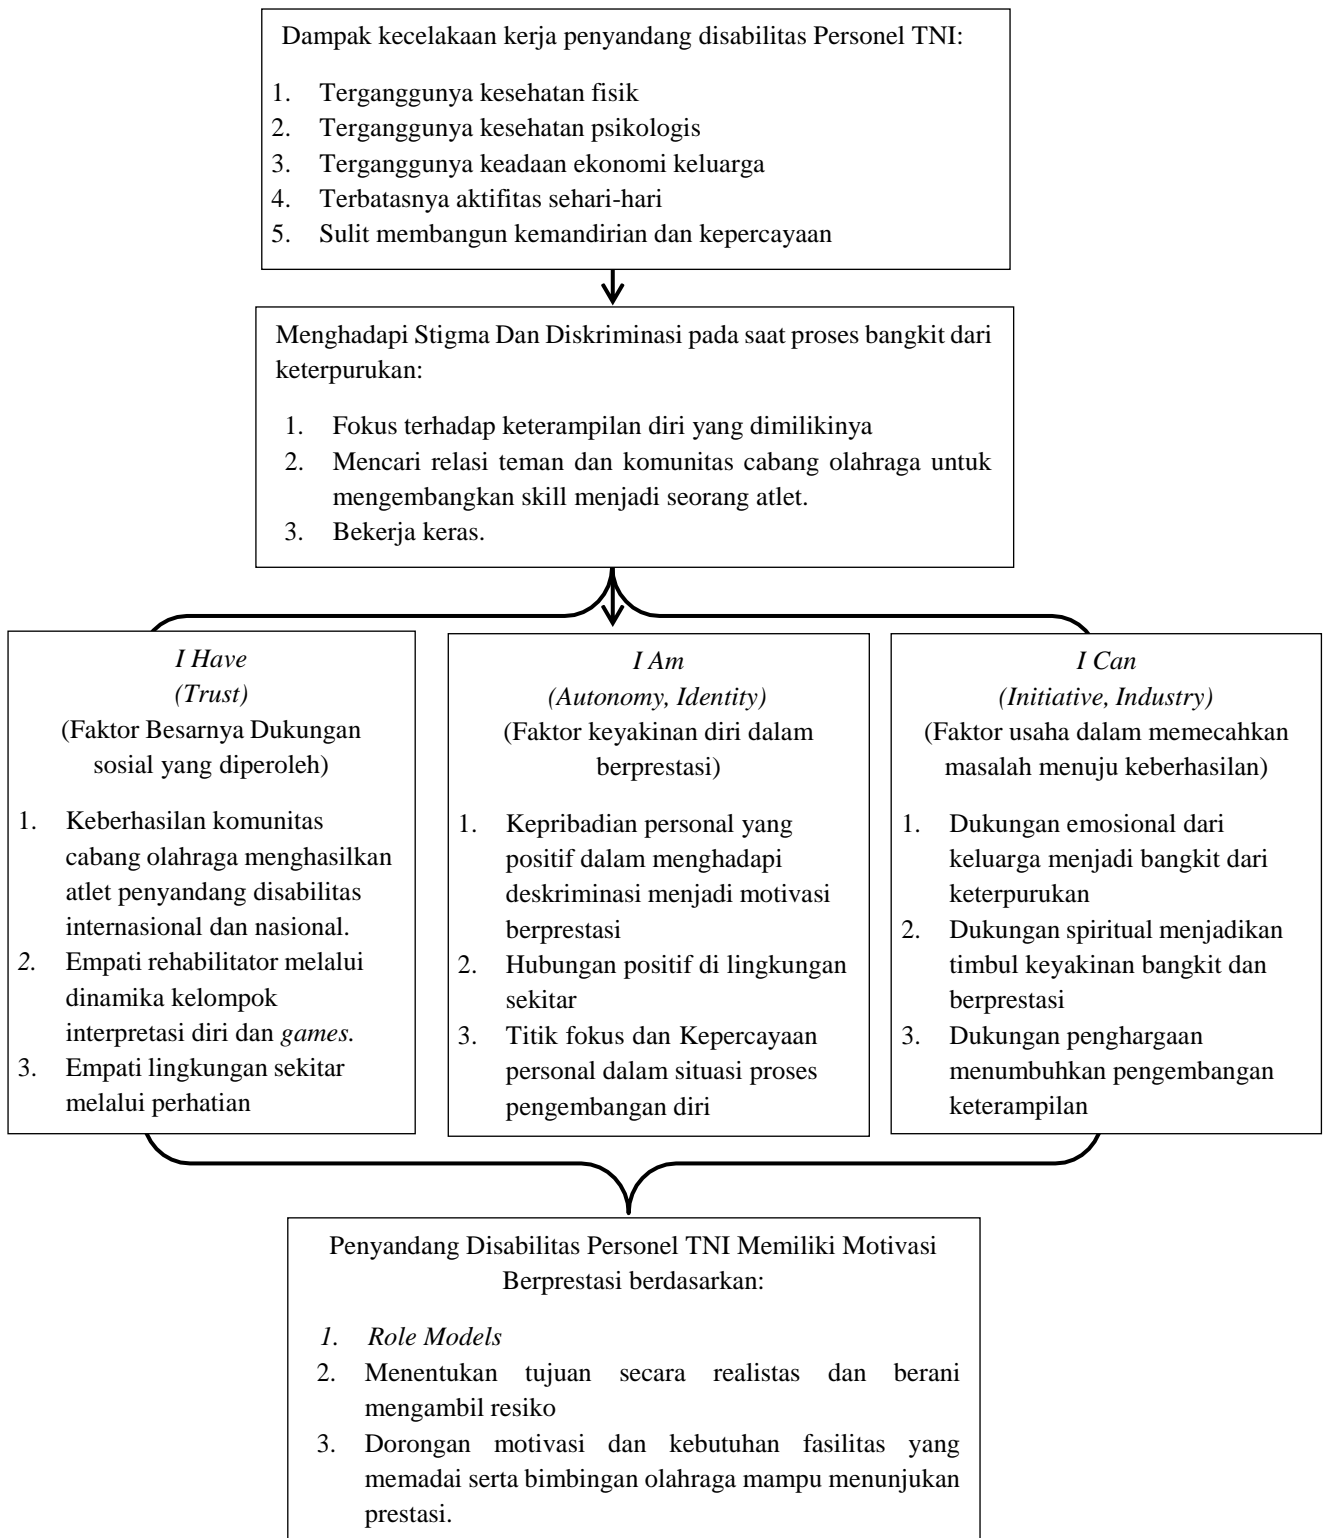 Dampak kecelakaan kerja penyandang disabilitas Personel TNI:
1. Terganggunya kesehatan fisik
2. Terganggunya kesehatan psikologis
3. Terganggunya keadaan ekonomi keluarga
4. Terbatasnya aktifitas sehari-hari
5. Sulit membangun kemandirian dan kepercayaan
Menghadapi Stigma Dan Diskriminasi pada saat proses bangkit dari
keterpurukan:
1. Fokus terhadap keterampilan diri yang dimilikinya
2. Mencari relasi teman dan komunitas cabang olahraga untuk
mengembangkan skill menjadi seorang atlet.
3. Bekerja keras.
I Have
(Trust)
(Faktor Besarnya Dukungan
sosial yang diperoleh)
1. Keberhasilan komunitas
cabang olahraga menghasilkan
atlet penyandang disabilitas
internasional dan nasional.
2. Empati rehabilitator melalui
dinamika kelompok
interpretasi diri dan games.
3. Empati lingkungan sekitar
melalui perhatian
I Am
(Autonomy, Identity)
(Faktor keyakinan diri dalam
berprestasi)
1. Kepribadian personal yang
positif dalam menghadapi
deskriminasi menjadi motivasi
berprestasi
2. Hubungan positif di lingkungan
sekitar
3. Titik fokus dan Kepercayaan
personal dalam situasi proses
pengembangan diri
I Can
(Initiative, Industry)
(Faktor usaha dalam memecahkan
masalah menuju keberhasilan)
1. Dukungan emosional dari
keluarga menjadi bangkit dari
keterpurukan
2. Dukungan spiritual menjadikan
timbul keyakinan bangkit dan
berprestasi
3. Dukungan penghargaan
menumbuhkan pengembangan
keterampilan
Penyandang Disabilitas Personel TNI Memiliki Motivasi
Berprestasi berdasarkan:
1. Role Models
2. Menentukan tujuan secara realistas dan berani
mengambil resiko
3. Dorongan motivasi dan kebutuhan fasilitas yang
memadai serta bimbingan olahraga mampu menunjukan
prestasi.